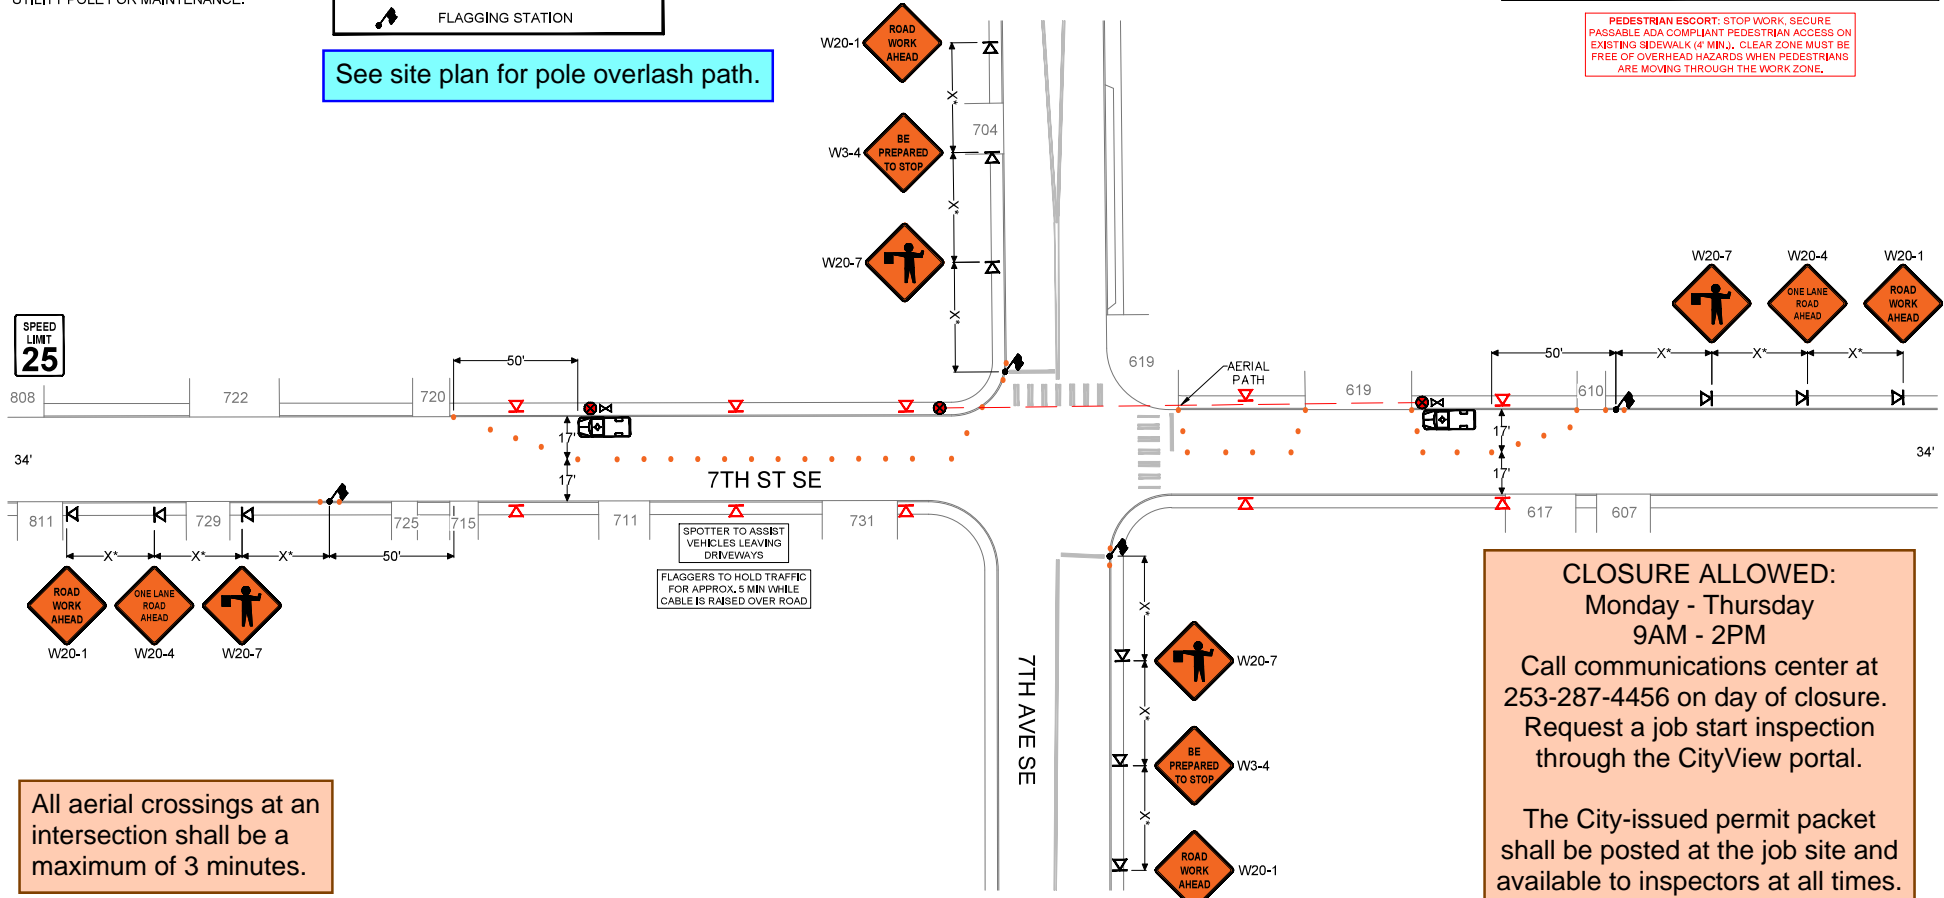 UTILITY POLE FOR MAINTENANCE.
FLAGGING STATION
See site plan for pole overlash path.
PEDESTRIAN ESCORT: STOP WORK, SECURE
PASSABLE ADA COMPLIANT PEDESTRIAN ACCESS ON
EXISTING SIDEWALK (4' MIN.). CLEAR ZONE MUST BE
FREE OF OVERHEAD HAZARDS WHEN PEDESTRIANS
ARE MOVING THROUGH THE WORK ZONE.
W20-1
ROAD
WORK
AHEAD
X*
704
W3-4
BE
PREPARED
TO STOP
X*
W20-7
X*
W20-7
W20-4
W20-1
ONE LANE
ROAD
AHEAD
ROAD
WORK
AHEAD
SPEED
LIMIT
25
50'
50'
X*
X*
X*
619
AERIAL
PATH
808
722
720
619
610
17'
17'
34'
34'
17'
17'
7TH ST SE
811
729
725
715
711
731
617
607
SPOTTER TO ASSIST
VEHICLES LEAVING
DRIVEWAYS
X*
X*
X*
50'
FLAGGERS TO HOLD TRAFFIC
FOR APPROX. 5 MIN WHILE
CABLE IS RAISED OVER ROAD
ROAD
WORK
AHEAD
ONE LANE
ROAD
AHEAD
W20-1
W20-4
W20-7
7TH AVE SE
X*
W20-7
X*
BE
PREPARED
TO STOP
W3-4
X*
ROAD
WORK
AHEAD
W20-1
CLOSURE ALLOWED:
Monday - Thursday
9AM - 2PM
Call communications center at
253-287-4456 on day of closure.
Request a job start inspection
through the CityView portal.
The City-issued permit packet
shall be posted at the job site and
available to inspectors at all times.
All aerial crossings at an
intersection shall be a
maximum of 3 minutes.